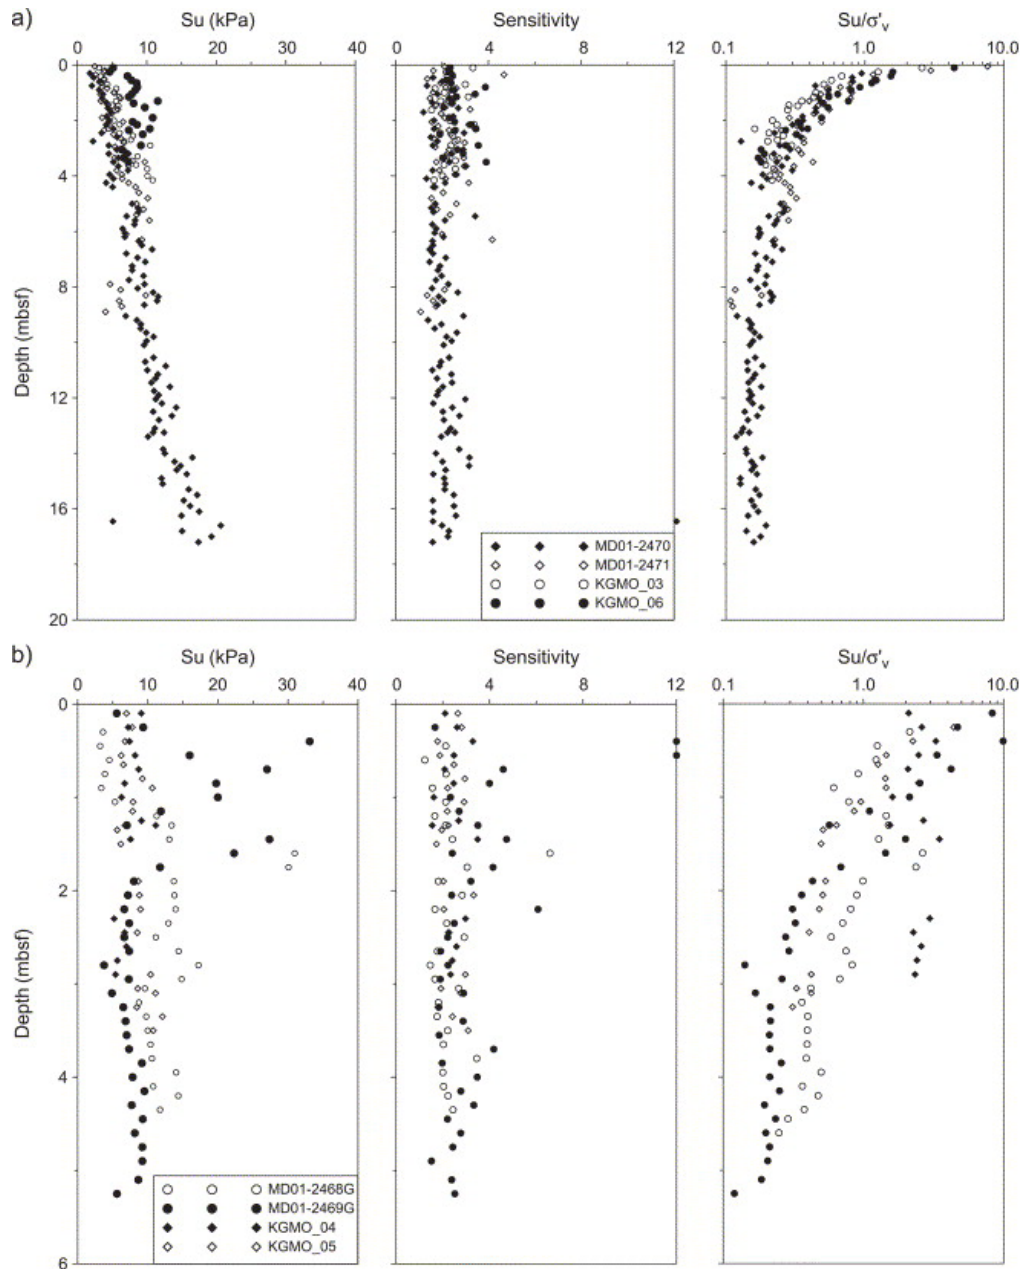 a)
Su (kPa)
Sensitivity
Su/σ'v
0 10 20 30 40
0 4 8 12
0.1 1.0 10.0
0
4
8
12
16
20
Depth (mbsf)
MD01-2470
MD01-2471
KGMO_03
KGMO_06
b)
Su (kPa)
Sensitivity
Su/σ'v
0 10 20 30 40
0 4 8 12
0.1 1.0 10.0
0
2
4
6
Depth (mbsf)
MD01-2468G
MD01-2469G
KGMO_04
KGMO_05